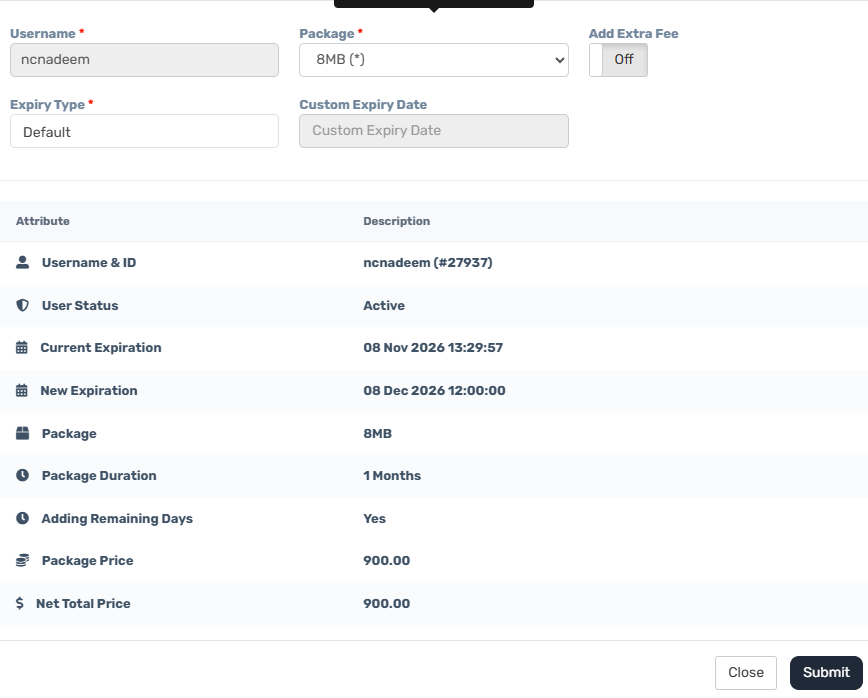 Username * Package * Add Extra Fee
ncnadeem 8MB (*) Off
Expiry Type * Custom Expiry Date
Default Custom Expiry Date
Attribute Description
Username & ID ncnadeem (#27937)
User Status Active
Current Expiration 08 Nov 2026 13:29:57
New Expiration 08 Dec 2026 12:00:00
Package 8MB
Package Duration 1 Months
Adding Remaining Days Yes
Package Price 900.00
Net Total Price 900.00
Close Submit